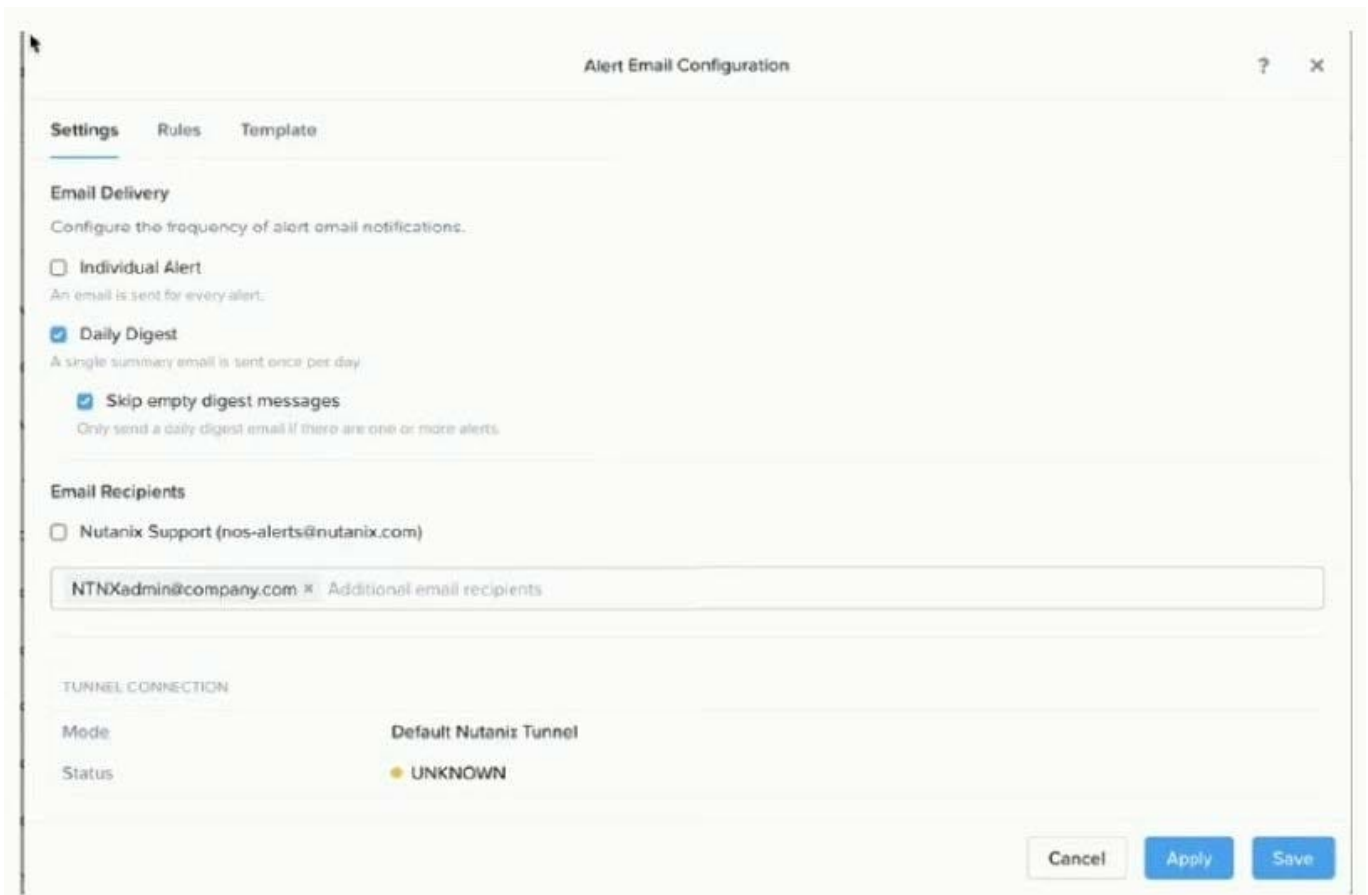 Alert Email Configuration
? ×
Settings Rules Template
Email Delivery
Configure the frequency of alert email notifications.
Individual Alert
An email is sent for every alert.
Daily Digest
A single summary email is sent once per day
Skip empty digest messages
Only send a daily digest email if there are one or more alerts.
Email Recipients
Nutanix Support (nos-alerts@nutanix.com)
NTNXadmin@company.com × Additional email recipients
TUNNEL CONNECTION
Mode Default Nutanix Tunnel
Status UNKNOWN
Cancel Apply Save